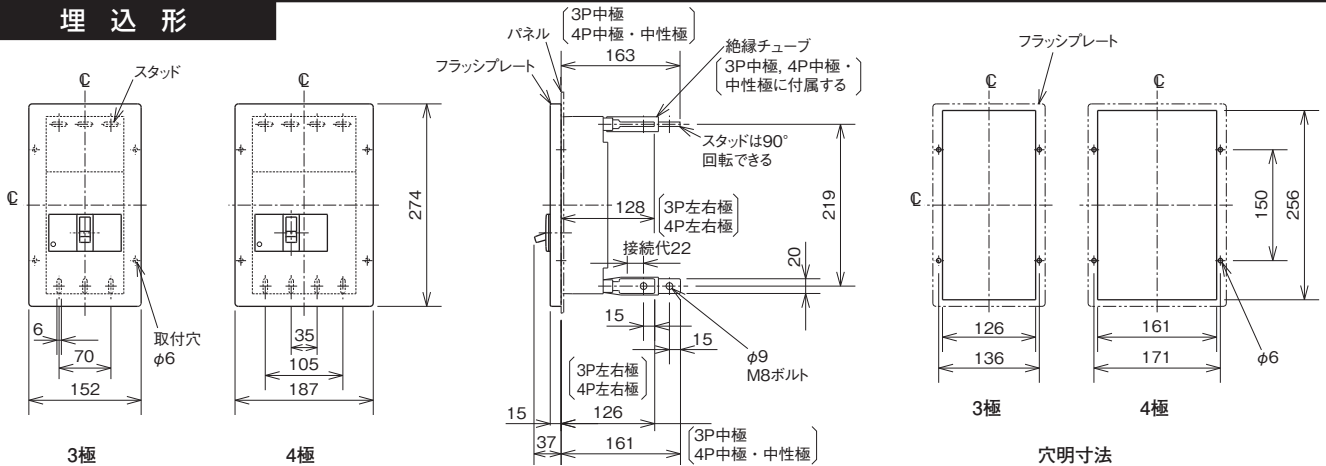 埋込形
℄
スタッド
℄
6
70
152
取付穴
φ6
3極
℄
35
105
187
274
4極
パネル
フラッシプレート
3P中極
4P中極・中性極
163
絶縁チューブ
3P中極, 4P中極・
中性極に付属する
スタッドは90°
回転できる
128
3P左右極
4P左右極
接続代22
219
20
15
15
φ9
M8ボルト
3P左右極
4P左右極
15
126
37
161
3P中極
4P中極・中性極
フラッシプレート
℄
℄
℄
150
256
126
136
161
171
φ6
3極
4極
穴明寸法